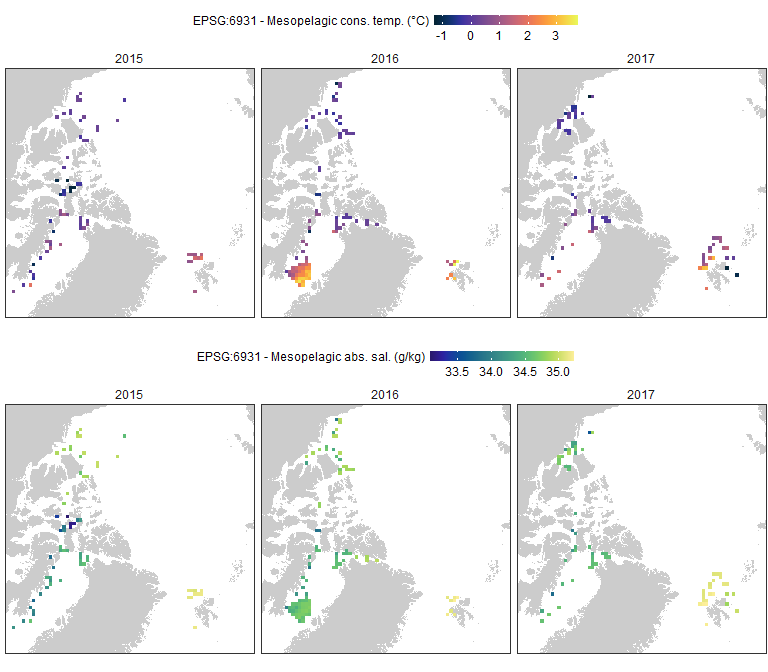 EPSG:6931 - Mesopelagic cons. temp. (°C)
-1 0 1 2 3
2015 2016 2017
EPSG:6931 - Mesopelagic abs. sal. (g/kg)
33.5 34.0 34.5 35.0
2015 2016 2017